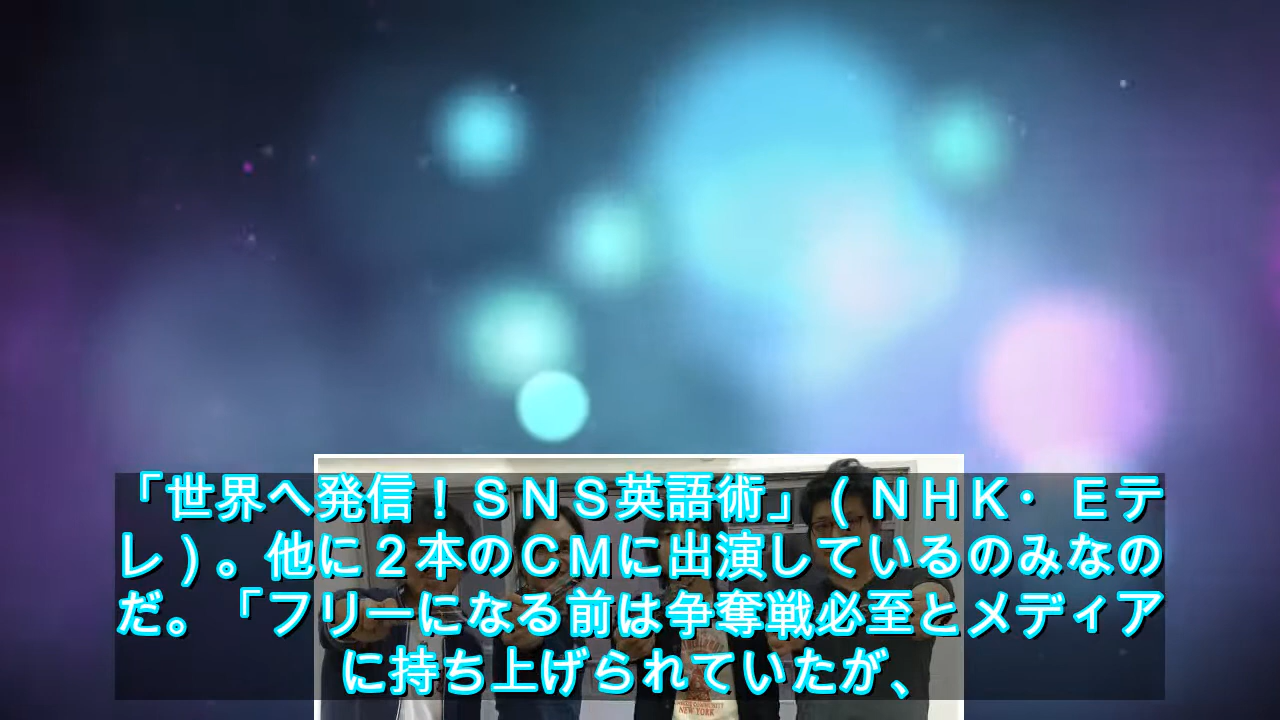 「世界へ発信！ＳＮＳ英語術」(ＮＨＫ・Ｅテ
レ)。他に２本のＣＭに出演しているのみなの
だ。「フリーになる前は争奪戦必至とメディア
に持ち上げられていたが、
NEW YORK